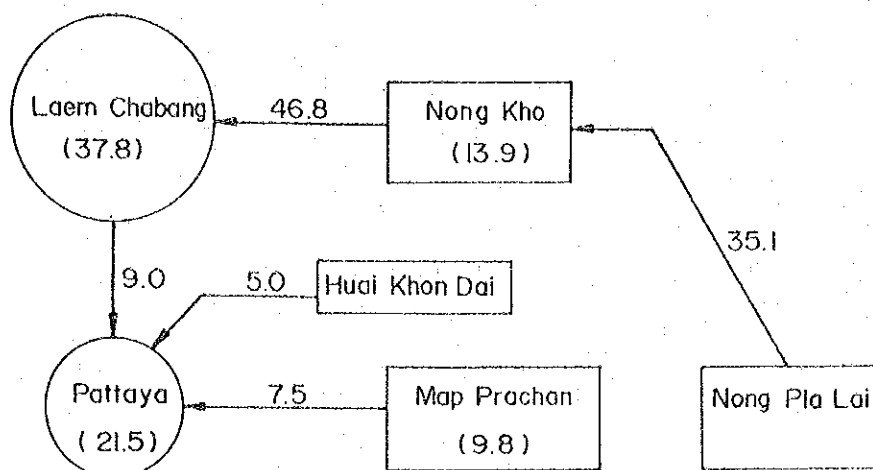 Laem Chabang
(37.8)
46.8
Nong Kho
(13.9)
35.1
9.0
5.0
Huai Khon Dai
Pattaya
(21.5)
7.5
Map Prachan
(9.8)
Nong Pla Lai